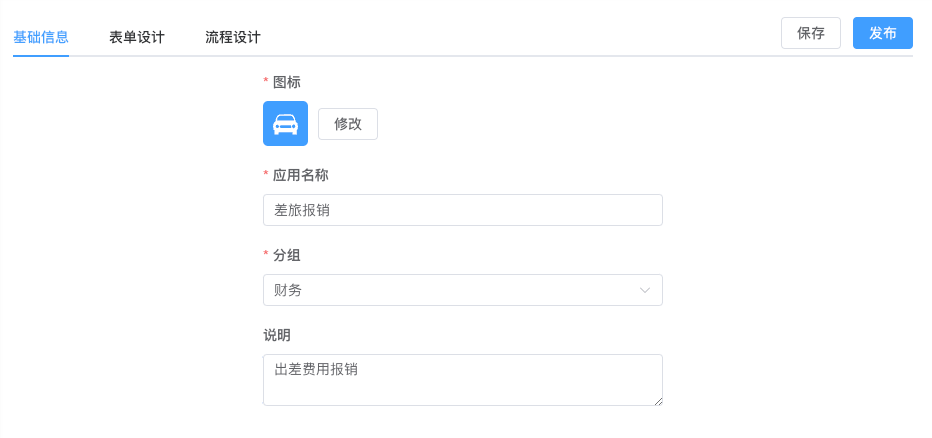 基础信息 表单设计 流程设计 保存 发布
* 图标
修改
* 应用名称
差旅报销
* 分组
财务
说明
出差费用报销